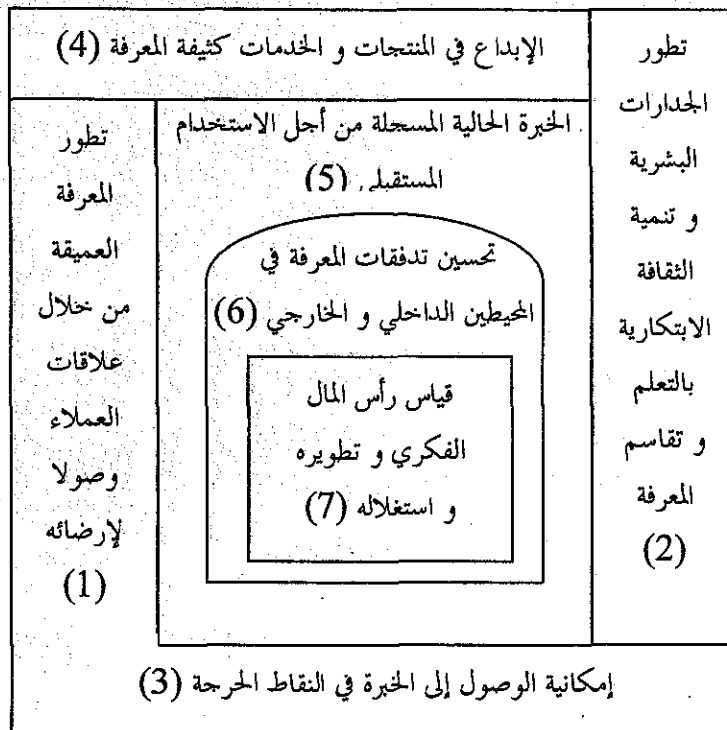 الإبداع في المنتجات و الخدمات كثيفة المعرفة (4)
تطور
الجدارات
البشرية
و تنمية
الثقافة
الابتكارية
بالتعلم
و تقاسم
المعرفة
(2)
الخبرة الحالية المسجلة من أجل الاستخدام
المستقبلي (5)
تحسين تدفقات المعرفة في
المحيطين الداخلي و الخارجي (6)
قياس رأس المال
الفكري و تطويره
و استغلاله (7)
تطور
المعرفة
العميقة
من خلال
علاقات
العملاء
وصولا
لإرضائه
(1)
إمكانية الوصول إلى الخبرة في النقاط الحرجة (3)